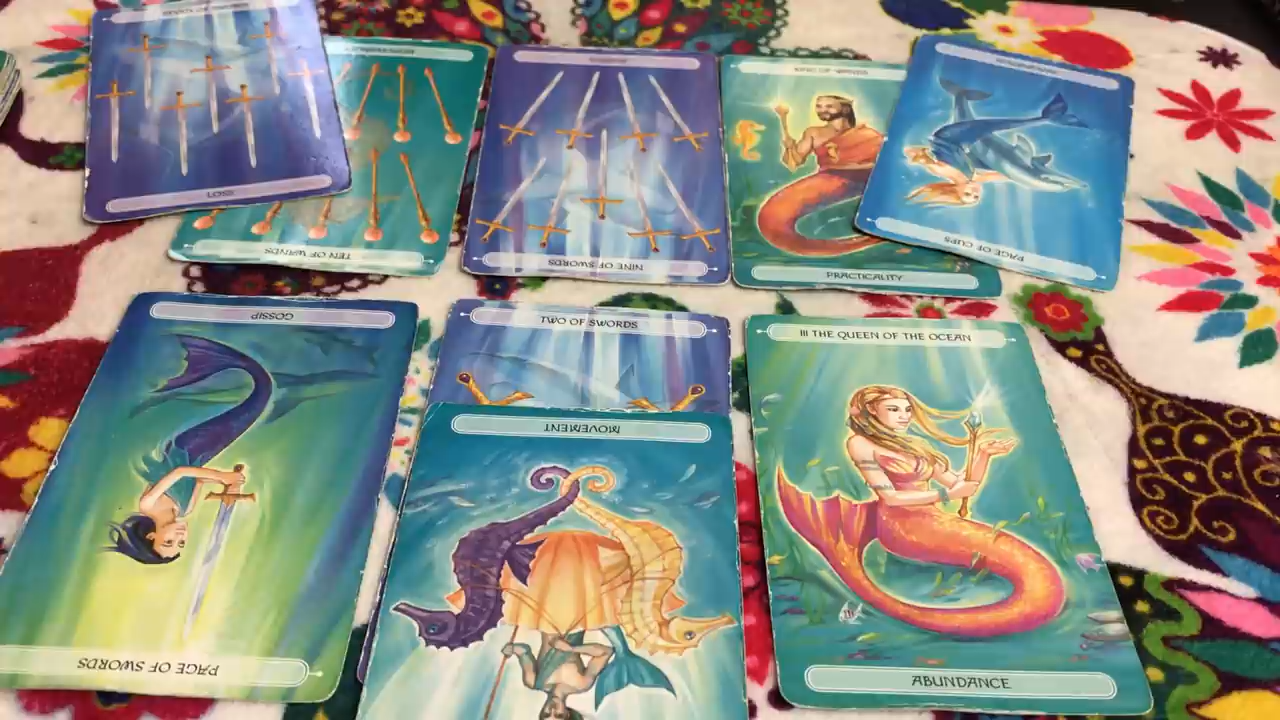 LOSS
TEN OF WANDS
NINE OF SWORDS
KING OF WANDS
PRACTICALITY
PAGE OF CUPS
GOSSIP
PAGE OF SWORDS
TWO OF SWORDS
MOVEMENT
III THE QUEEN OF THE OCEAN
ABUNDANCE